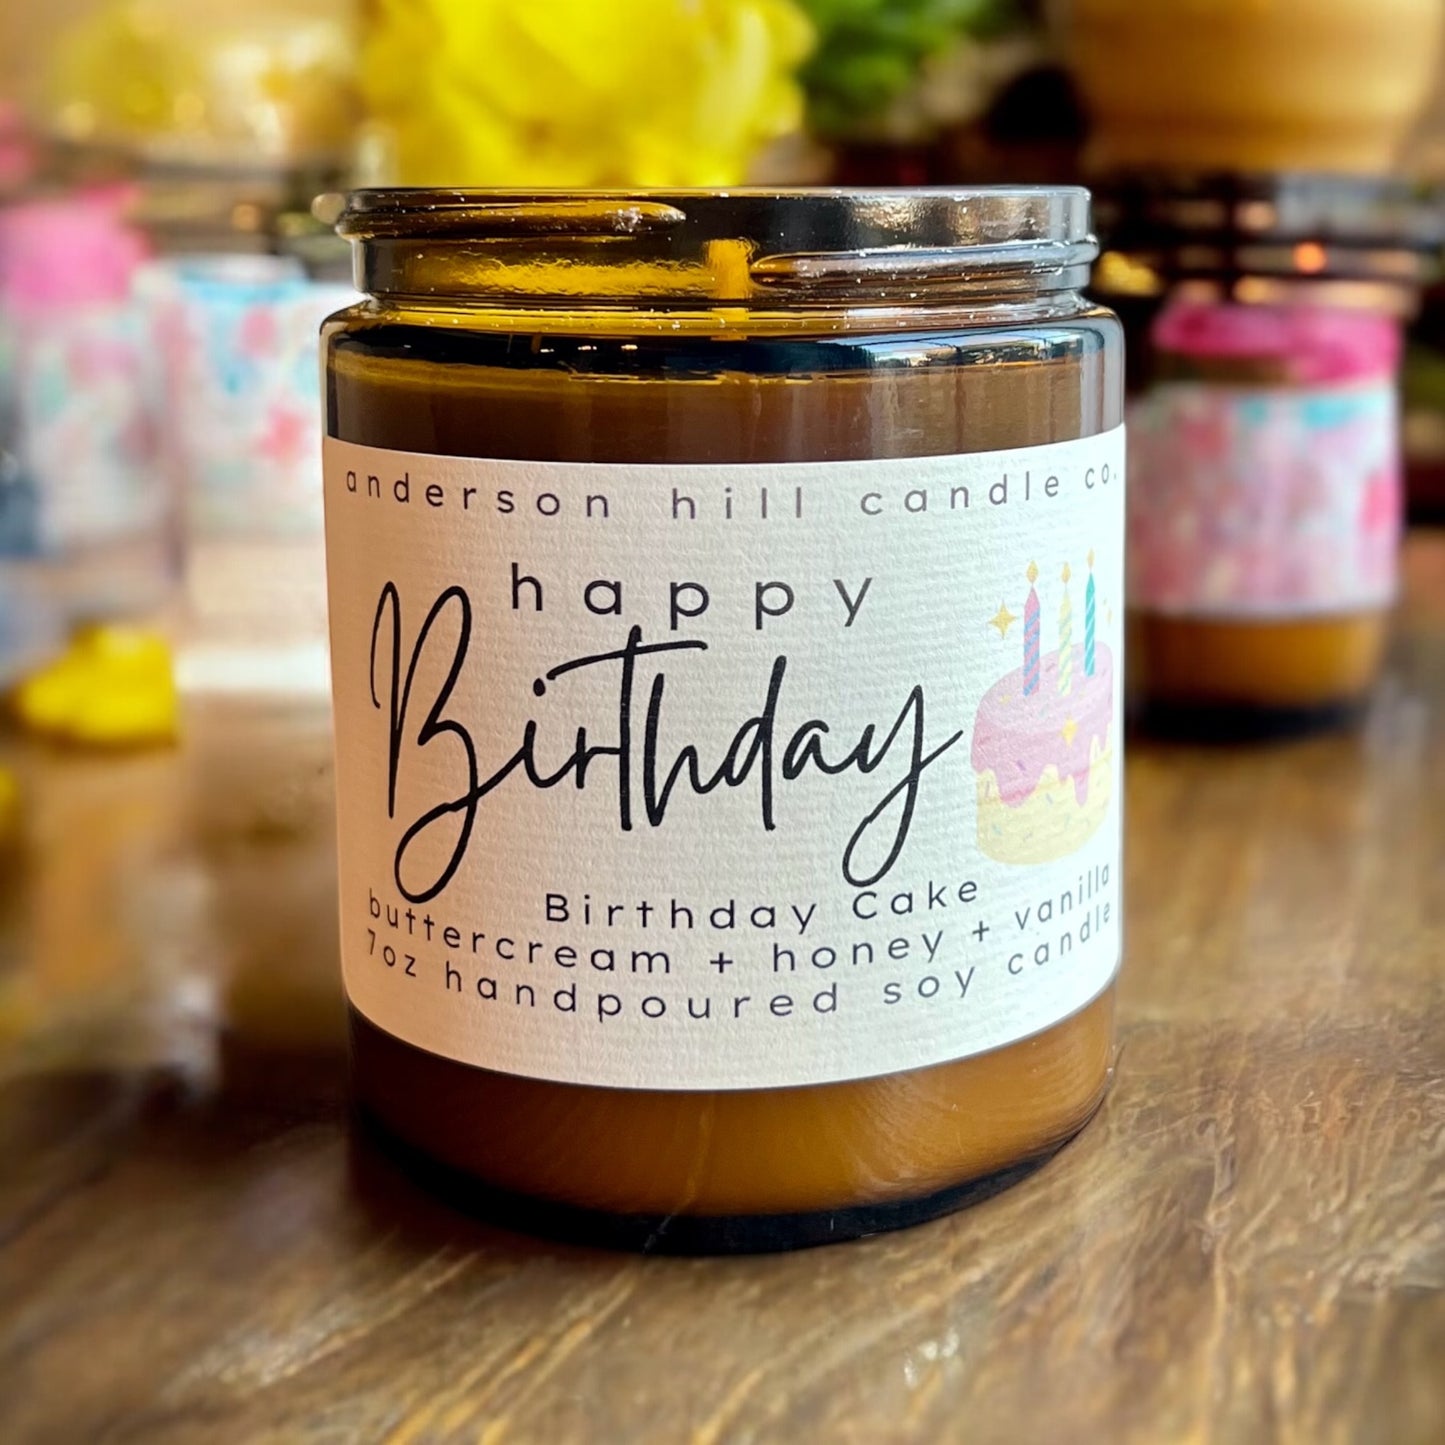 anderson hill candle co.
happy
Birthday
Birthday Cake
buttercream + honey + vanilla
7oz handpoured soy candle